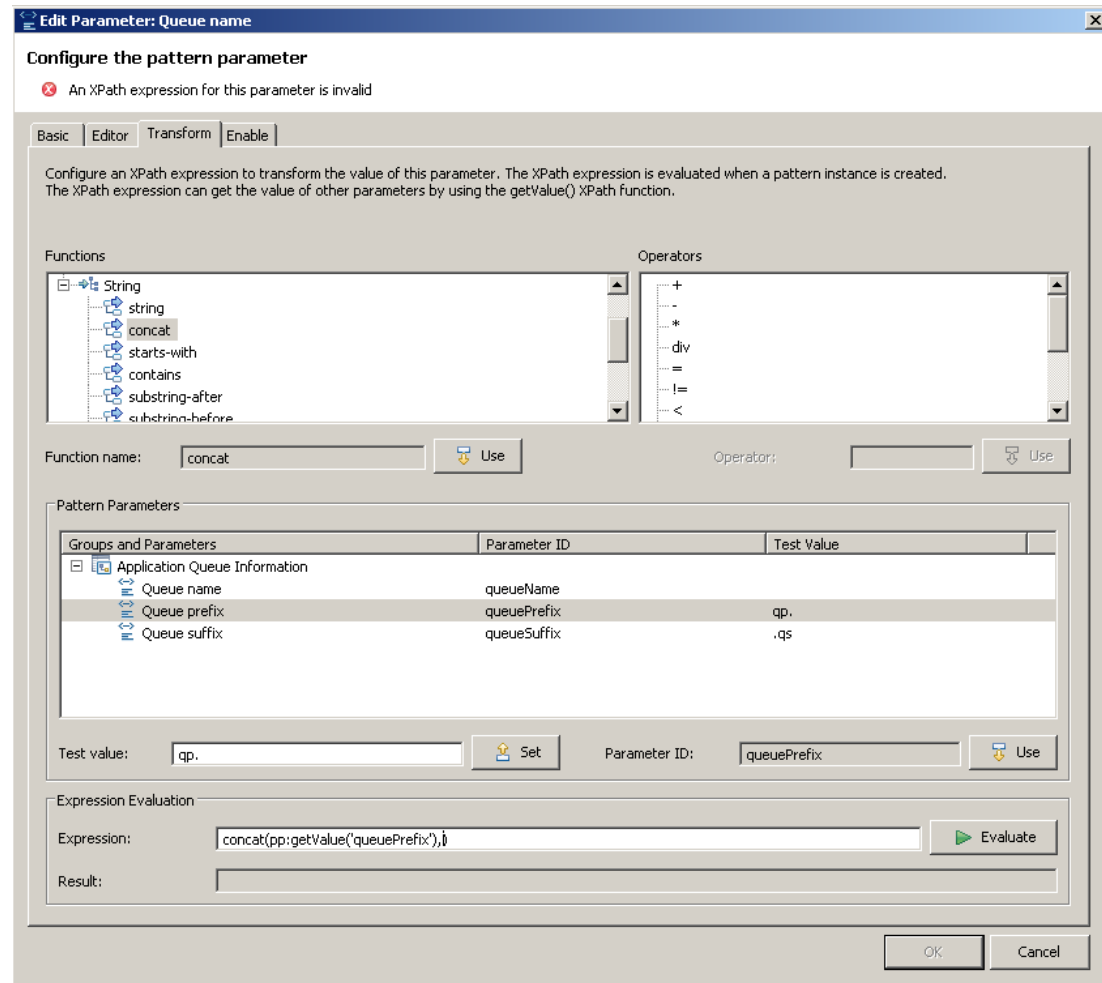 Edit Parameter: Queue name
Configure the pattern parameter
An XPath expression for this parameter is invalid
Basic Editor Transform Enable
Configure an XPath expression to transform the value of this parameter. The XPath expression is evaluated when a pattern instance is created.
The XPath expression can get the value of other parameters by using the getValue() XPath function.
Functions Operators
String +
string -
concat *
starts-with div
contains =
substring-after !=
substring-before <
Function name: concat Use Operator: Use
Pattern Parameters
Groups and Parameters Parameter ID Test Value
Application Queue Information
Queue name queueName
Queue prefix queuePrefix qp.
Queue suffix queueSuffix .qs
Test value: qp. Set Parameter ID: queuePrefix Use
Expression Evaluation
Expression: concat(pp:getValue('queuePrefix'),) Evaluate
Result:
OK Cancel